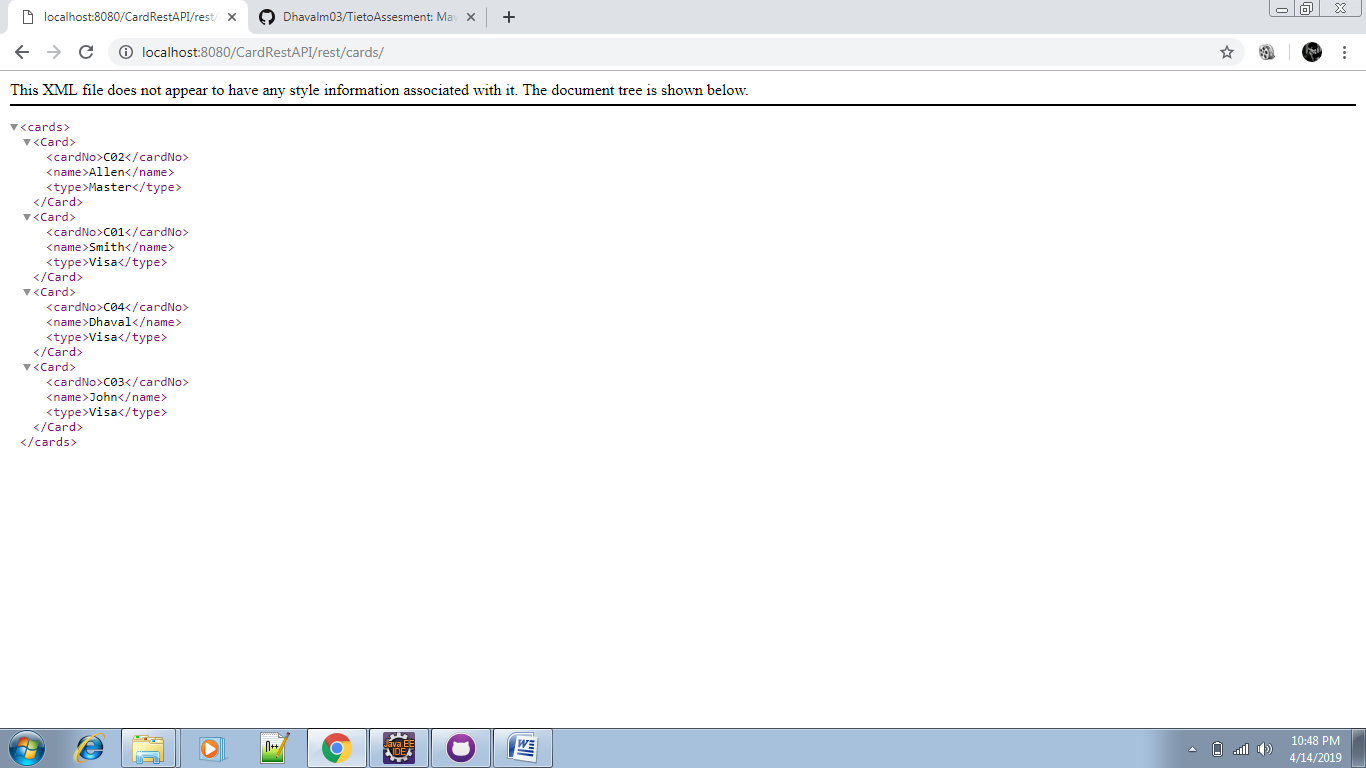 localhost:8080/CardRestAPI/rest/
DhavalM03/TietoAssesment: Mav
localhost:8080/CardRestAPI/rest/cards/
This XML file does not appear to have any style information associated with it. The document tree is shown below.
<cards>
<Card>
<cardNo>C02</cardNo>
<name>Allen</name>
<type>Master</type>
</Card>
<Card>
<cardNo>C01</cardNo>
<name>Smith</name>
<type>Visa</type>
</Card>
<Card>
<cardNo>C04</cardNo>
<name>Dhaval</name>
<type>Visa</type>
</Card>
<Card>
<cardNo>C03</cardNo>
<name>John</name>
<type>Visa</type>
</Card>
</cards>
Java EE
IDE
10:48 PM
4/14/2019